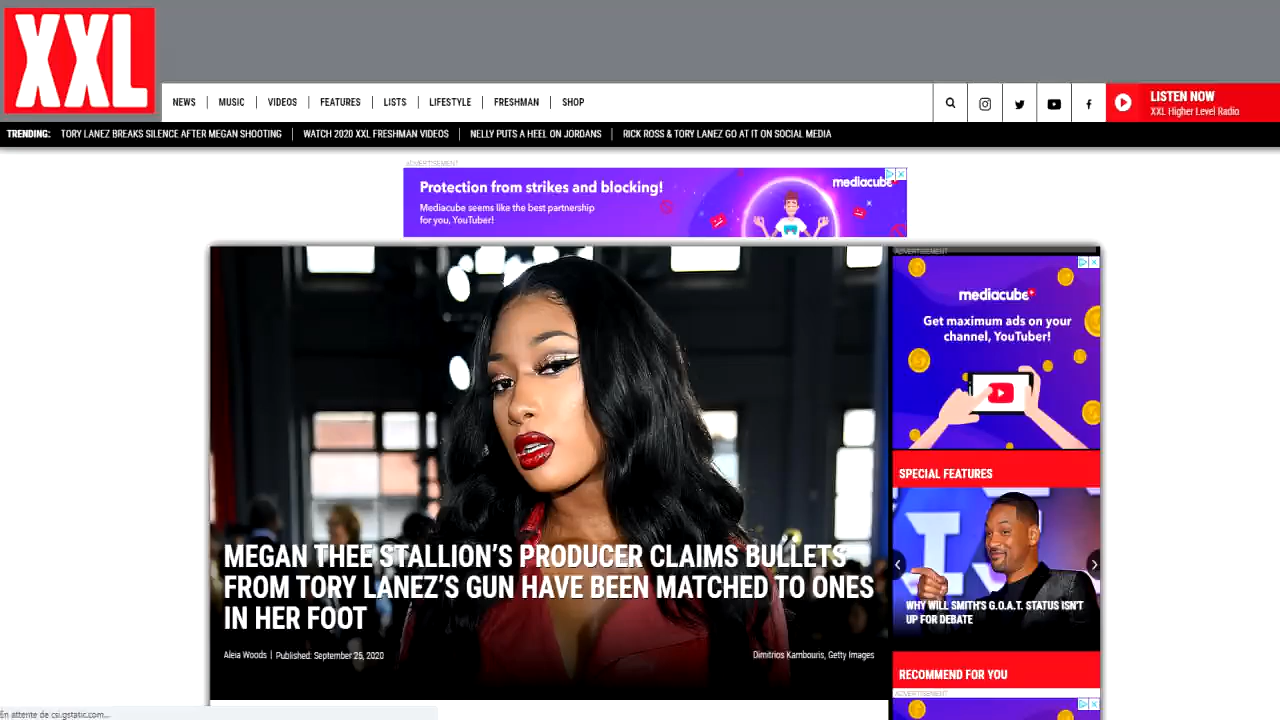 XXL
NEWS
MUSIC
VIDEOS
FEATURES
LISTS
LIFESTYLE
FRESHMAN
SHOP
LISTEN NOW
XXL Higher Level Radio
TRENDING:
TORY LANEZ BREAKS SILENCE AFTER MEGAN SHOOTING
WATCH 2020 XXL FRESHMAN VIDEOS
NELLY PUTS A HEEL ON JORDANS
RICK ROSS & TORY LANEZ GO AT IT ON SOCIAL MEDIA
ADVERTISEMENT
Protection from strikes and blocking!
Mediacube seems like the best partnership
for you, YouTuber!
mediacube
ADVERTISEMENT
mediacube
Get maximum ads on your
channel, YouTuber!
MEGAN THEE STALLION'S PRODUCER CLAIMS BULLETS
FROM TORY LANEZ'S GUN HAVE BEEN MATCHED TO ONES
IN HER FOOT
Aleia Woods | Published: September 25, 2020
Dimitrios Kambouris, Getty Images
SPECIAL FEATURES
WHY WILL SMITH'S G.O.A.T. STATUS ISN'T
UP FOR DEBATE
RECOMMEND FOR YOU
ADVERTISEMENT
En attente de csi.gstatic.com...